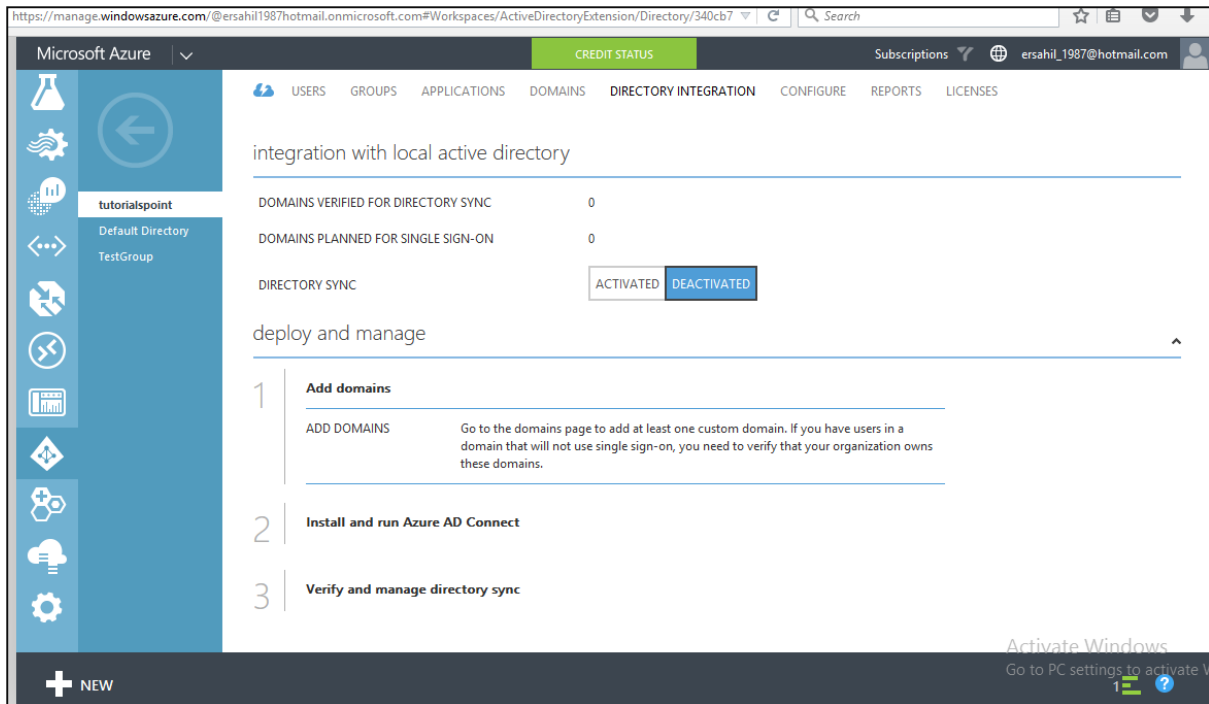 https://manage.windowsazure.com/@ersahil1987hotmail.onmicrosoft.com#Workspaces/ActiveDirectoryExtension/Directory/340cb7
Search
Microsoft Azure
CREDIT STATUS
Subscriptions
ersahil_1987@hotmail.com
USERS GROUPS APPLICATIONS DOMAINS DIRECTORY INTEGRATION CONFIGURE REPORTS LICENSES
tutorialspoint
Default Directory
TestGroup
integration with local active directory
DOMAINS VERIFIED FOR DIRECTORY SYNC 0
DOMAINS PLANNED FOR SINGLE SIGN-ON 0
DIRECTORY SYNC ACTIVATED DEACTIVATED
deploy and manage
1 Add domains
ADD DOMAINS Go to the domains page to add at least one custom domain. If you have users in a
domain that will not use single sign-on, you need to verify that your organization owns
these domains.
2 Install and run Azure AD Connect
3 Verify and manage directory sync
Activate Windows
Go to PC settings to activate
NEW
1
?